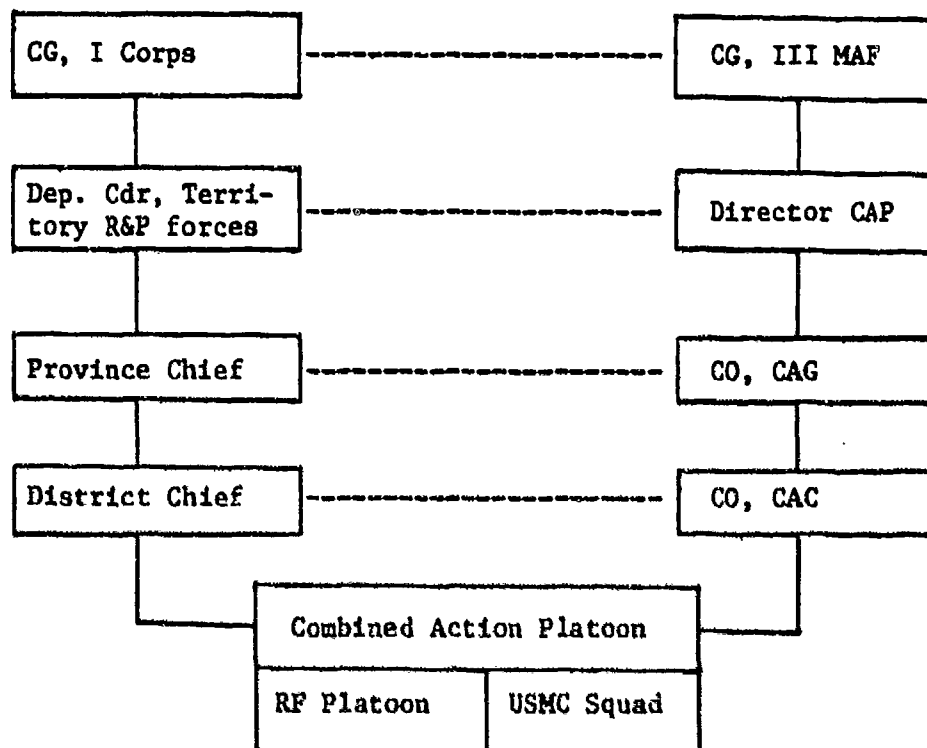 CG, I Corps
CG, III MAF
Dep. Cdr, Terri-
tory R&P forces
Director CAP
Province Chief
CO, CAG
District Chief
CO, CAC
Combined Action Platoon
RF Platoon
USMC Squad